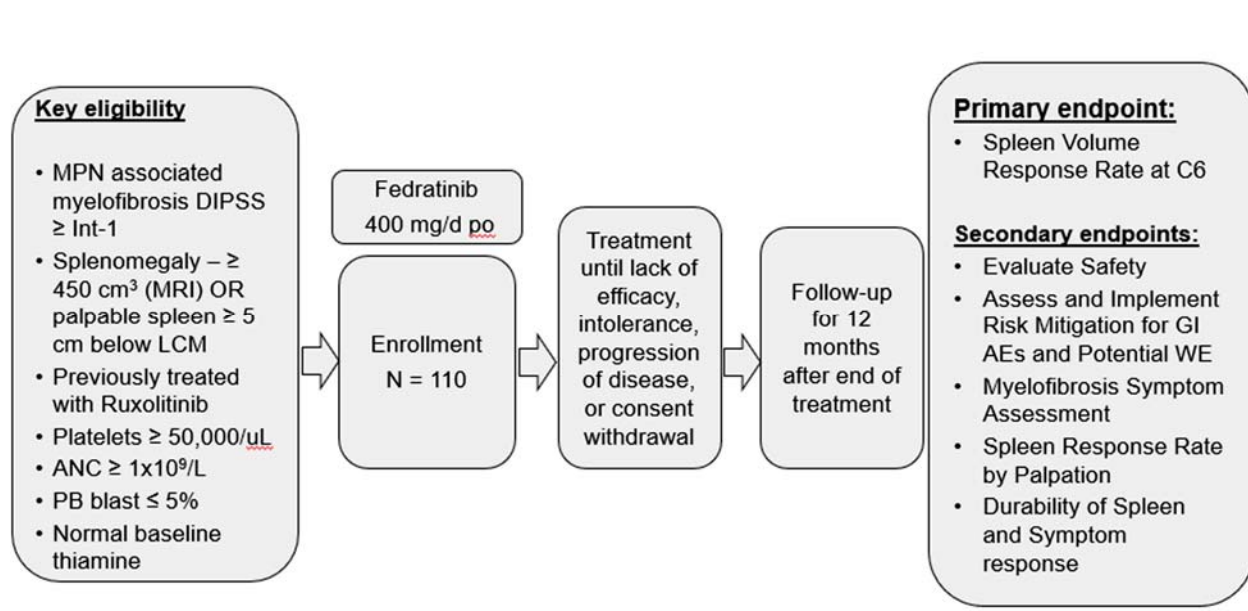 Key eligibility
• MPN associated
myelofibrosis DIPSS
≥ Int-1
• Splenomegaly – ≥
450 cm³ (MRI) OR
palpable spleen ≥ 5
cm below LCM
• Previously treated
with Ruxolitinib
• Platelets ≥ 50,000/uL
• ANC ≥ 1x10⁹/L
• PB blast ≤ 5%
• Normal baseline
thiamine
Fedratinib
400 mg/d po
Enrollment
N = 110
Treatment
until lack of
efficacy,
intolerance,
progression
of disease,
or consent
withdrawal
Follow-up
for 12
months
after end of
treatment
Primary endpoint:
• Spleen Volume
Response Rate at C6
Secondary endpoints:
• Evaluate Safety
• Assess and Implement
Risk Mitigation for GI
AEs and Potential WE
• Myelofibrosis Symptom
Assessment
• Spleen Response Rate
by Palpation
• Durability of Spleen
and Symptom
response